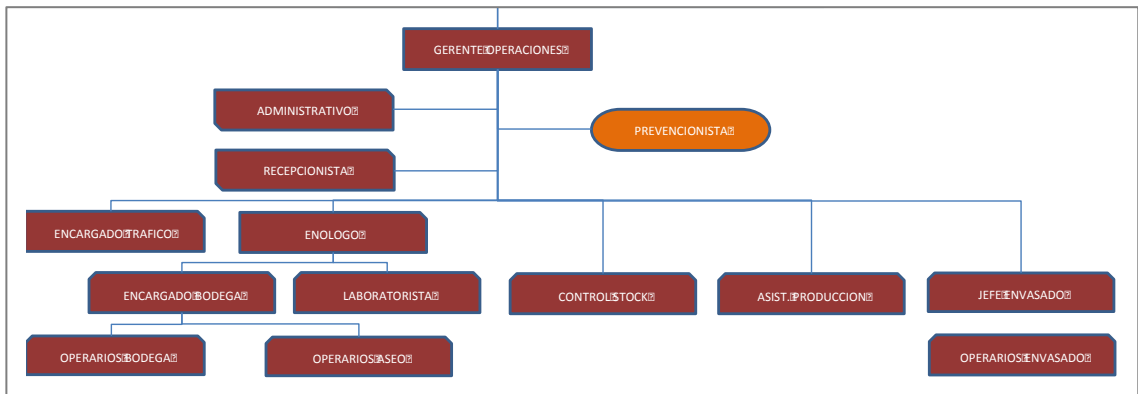 GERENTE OPERACIONES
ADMINISTRATIVO
PREVENCIONISTA
RECEPCIONISTA
ENCARGADO TRAFICO
ENOLOGO
ENCARGADO BODEGA
LABORATORISTA
CONTROL STOCK
ASIST. PRODUCCION
JEFE ENVASADO
OPERARIOS BODEGA
OPERARIOS ASEO
OPERARIOS ENVASADO